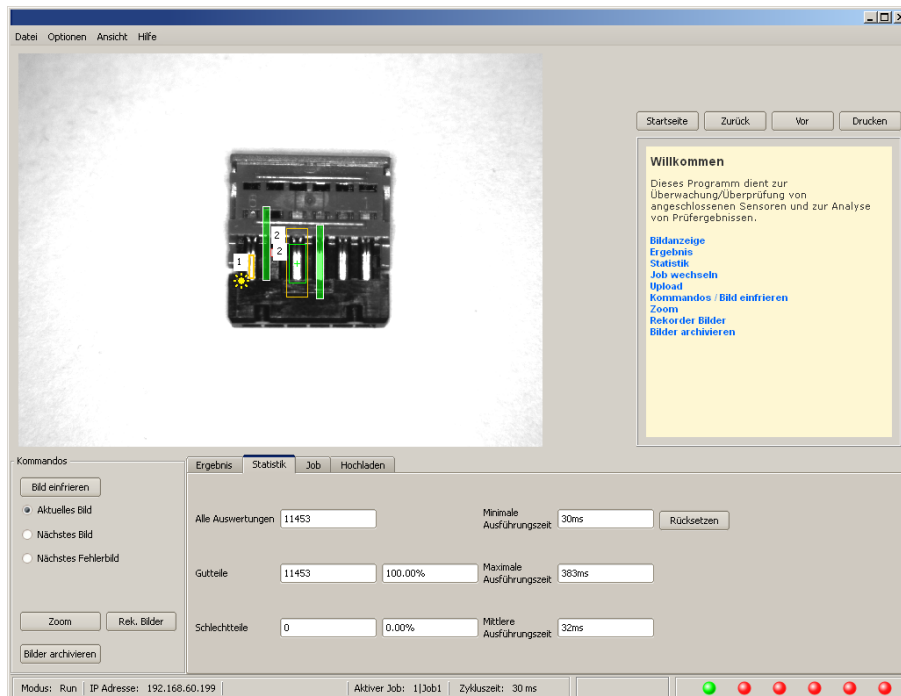 Datei Optionen Ansicht Hilfe
2
2
1
Startseite Zurück Vor Drucken
Willkommen
Dieses Programm dient zur
Überwachung/Überprüfung von
angeschlossenen Sensoren und zur Analyse
von Prüfergebnissen.
Bildanzeige
Ergebnis
Statistik
Job wechseln
Upload
Kommandos / Bild einfrieren
Zoom
Rekorder Bilder
Bilder archivieren
Kommandos
Bild einfrieren
Aktuelles Bild
Nächstes Bild
Nächstes Fehlerbild
Zoom Rek. Bilder
Bilder archivieren
Ergebnis Statistik Job Hochladen
Alle Auswertungen 11453
Minimale
Ausführungszeit 30ms Rücksetzen
Gutteile 11453 100.00%
Maximale
Ausführungszeit 383ms
Schlechtteile 0 0.00%
Mittlere
Ausführungszeit 32ms
Modus: Run IP Adresse: 192.168.60.199 Aktiver Job: 1|Job1 Zykluszeit: 30 ms